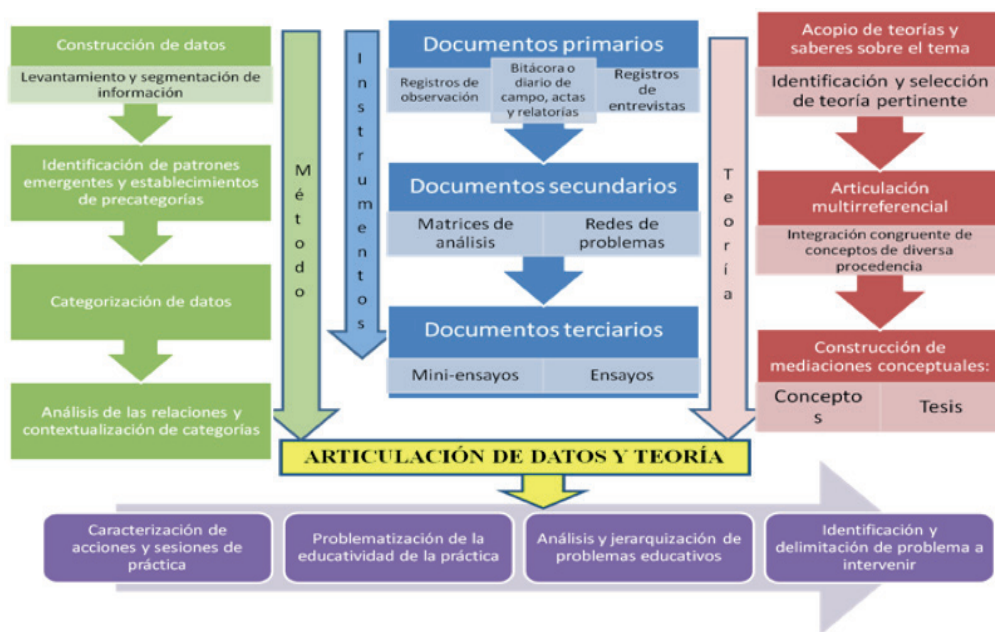 Construcción de datos
Levantamiento y segmentación de
información
Identificación de patrones
emergentes y establecimientos
de precategorías
Categorización de datos
Análisis de las relaciones y
contextualización de categorías
Método
Instrumentos
Documentos primarios
Registros de
observación
Bitácora o
diario de
campo, actas
y relatorías
Registros
de
entrevistas
Documentos secundarios
Matrices de
análisis
Redes de
problemas
Documentos terciarios
Mini-ensayos
Ensayos
Teoría
Acopio de teorías y
saberes sobre el tema
Identificación y selección
de teoría pertinente
Articulación
multirreferencial
Integración congruente de
conceptos de diversa
procedencia
Construcción de
mediaciones conceptuales:
Concepto
s
Tesis
ARTICULACIÓN DE DATOS Y TEORÍA
Caracterización de
acciones y sesiones de
práctica
Problematización de la
educatividad de la práctica
Análisis y jerarquización de
problemas educativos
Identificación y
delimitación de problema a
intervenir